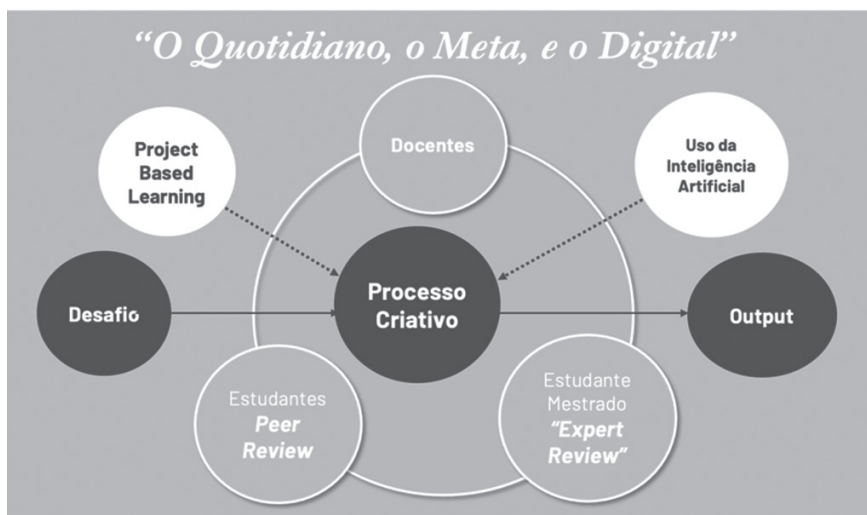 “O Quotidiano, o Meta, e o Digital”
Project
Based
Learning
Docentes
Uso da
Inteligência
Artificial
Desafio
Processo
Criativo
Output
Estudantes
Peer
Review
Estudante
Mestrado
“Expert
Review”